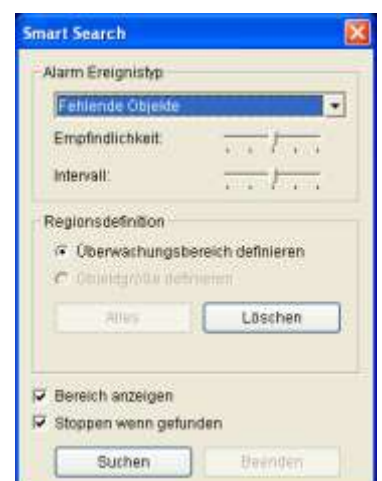 Smart Search
Alarm Ereignistyp
Fehlende Objekte
Empfindlichkeit:
Intervall:
Regionsdefinition
Überwachungsbereich definieren
Objektgröße definieren
Alles
Löschen
Bereich anzeigen
Stoppen wenn gefunden
Suchen
Beenden